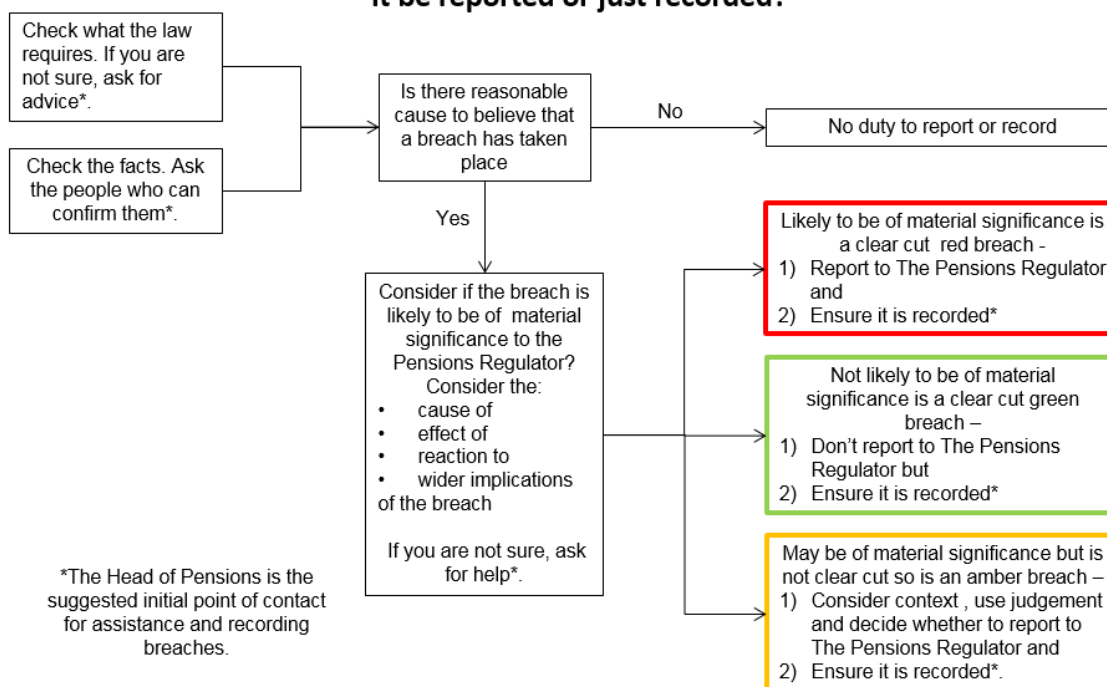 it be reported or just recorded?
Check what the law
requires. If you are
not sure, ask for
advice*.
Check the facts. Ask
the people who can
confirm them*.
Is there reasonable
cause to believe that
a breach has taken
place
No
No duty to report or record
Yes
Consider if the breach is
likely to be of material
significance to the
Pensions Regulator?
Consider the:
• cause of
• effect of
• reaction to
• wider implications
of the breach
If you are not sure, ask
for help*.
Likely to be of material significance is
a clear cut red breach -
1) Report to The Pensions Regulator
and
2) Ensure it is recorded*
Not likely to be of material
significance is a clear cut green
breach –
1) Don't report to The Pensions
Regulator but
2) Ensure it is recorded*
May be of material significance but is
not clear cut so is an amber breach –
1) Consider context , use judgement
and decide whether to report to
The Pensions Regulator and
2) Ensure it is recorded*.
*The Head of Pensions is the
suggested initial point of contact
for assistance and recording
breaches.